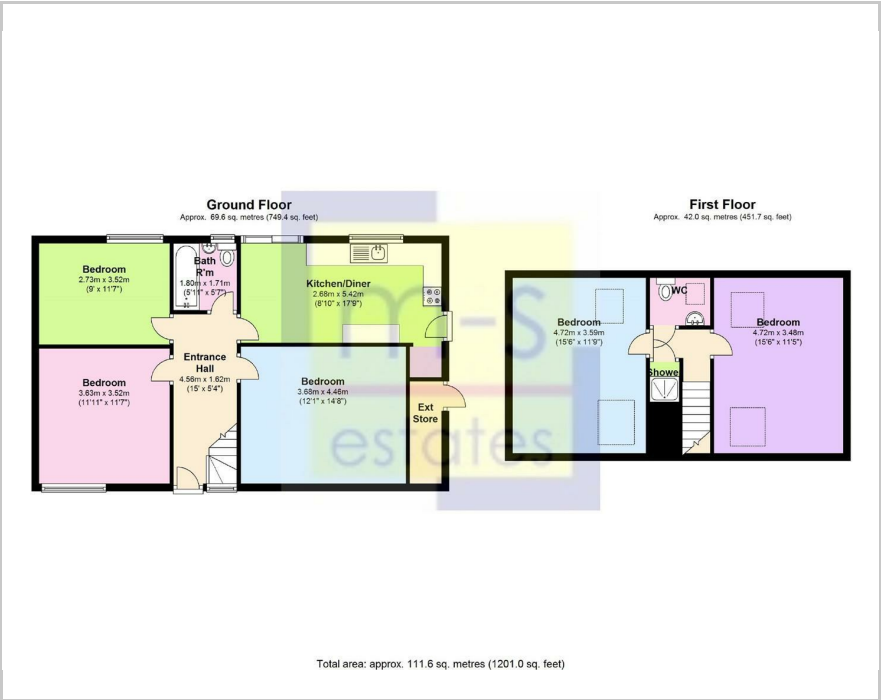 Ground Floor
Approx. 69.6 sq. metres (749.4 sq. feet)
Bedroom
2.73m x 3.52m
(9' x 11'7")
Bath
R'm
1.80m x 1.71m
(5'11" x 5'7")
Kitchen/Diner
2.68m x 5.42m
(8'10" x 17'9")
Bedroom
3.63m x 3.52m
(11'11" x 11'7")
Entrance
Hall
4.56m x 1.62m
(15' x 5'4")
Bedroom
3.68m x 4.46m
(12'1" x 14'8")
Ext
Store
First Floor
Approx. 42.0 sq. metres (451.7 sq. feet)
Bedroom
4.72m x 3.59m
(15'6" x 11'9")
WC
Shower
Bedroom
4.72m x 3.48m
(15'6" x 11'5")
m-s
estates
Total area: approx. 111.6 sq. metres (1201.0 sq. feet)